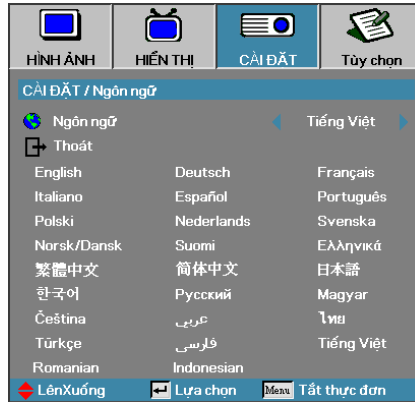 HÌNH ẢNH HIỂN THỊ CÀI ĐẶT Tùy chọn
CÀI ĐẶT / Ngôn ngữ
Ngôn ngữ Tiếng Việt
Thoát
English Deutsch Français
Italiano Español Português
Polski Nederlands Svenska
Norsk/Dansk Suomi Ελληνικά
繁體中文 简体中文 日本語
한국어 Русский Magyar
Čeština عربي ไทย
Türkçe فارسی Tiếng Việt
Romanian Indonesian
LênXuống Lựa chọn Menu Tắt thực đơn